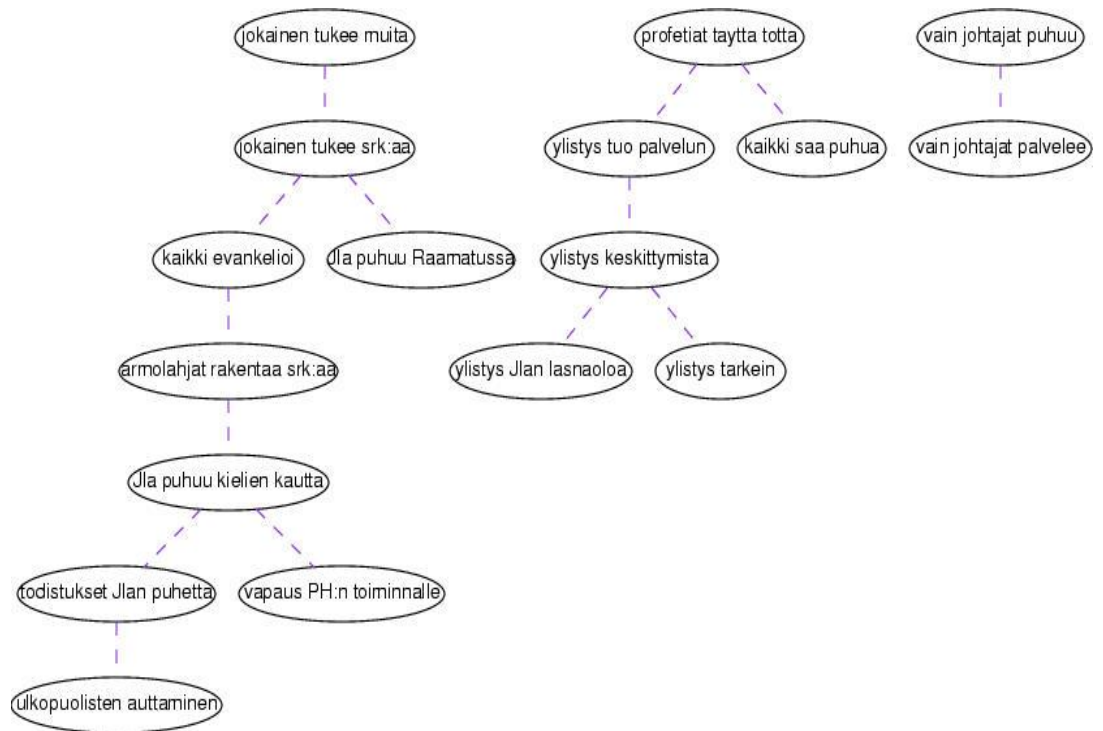 jokainen tukee muita
profetiat taytta totta
vain johtajat puhuu
jokainen tukee srk:aa
ylistys tuo palvelun
kaikki saa puhua
vain johtajat palvelee
kaikki evankelioi
Jla puhuu Raamatussa
ylistys keskittymista
armolahjat rakentaa srk:aa
ylistys Jlan lasnaoloa
ylistys tarkein
Jla puhuu kielien kautta
todistukset Jlan puhetta
vapaus PH:n toiminnalle
ulkopuolisten auttaminen